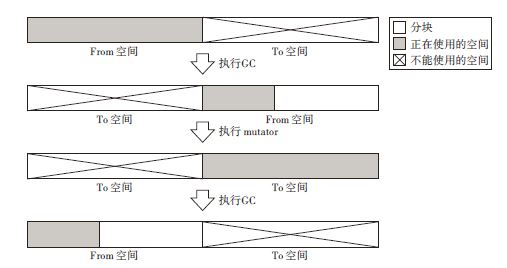 分块
正在使用的空间
不能使用的空间
From 空间
To 空间
执行GC
To 空间
From 空间
执行 mutator
To 空间
To 空间
执行GC
From 空间
To 空间